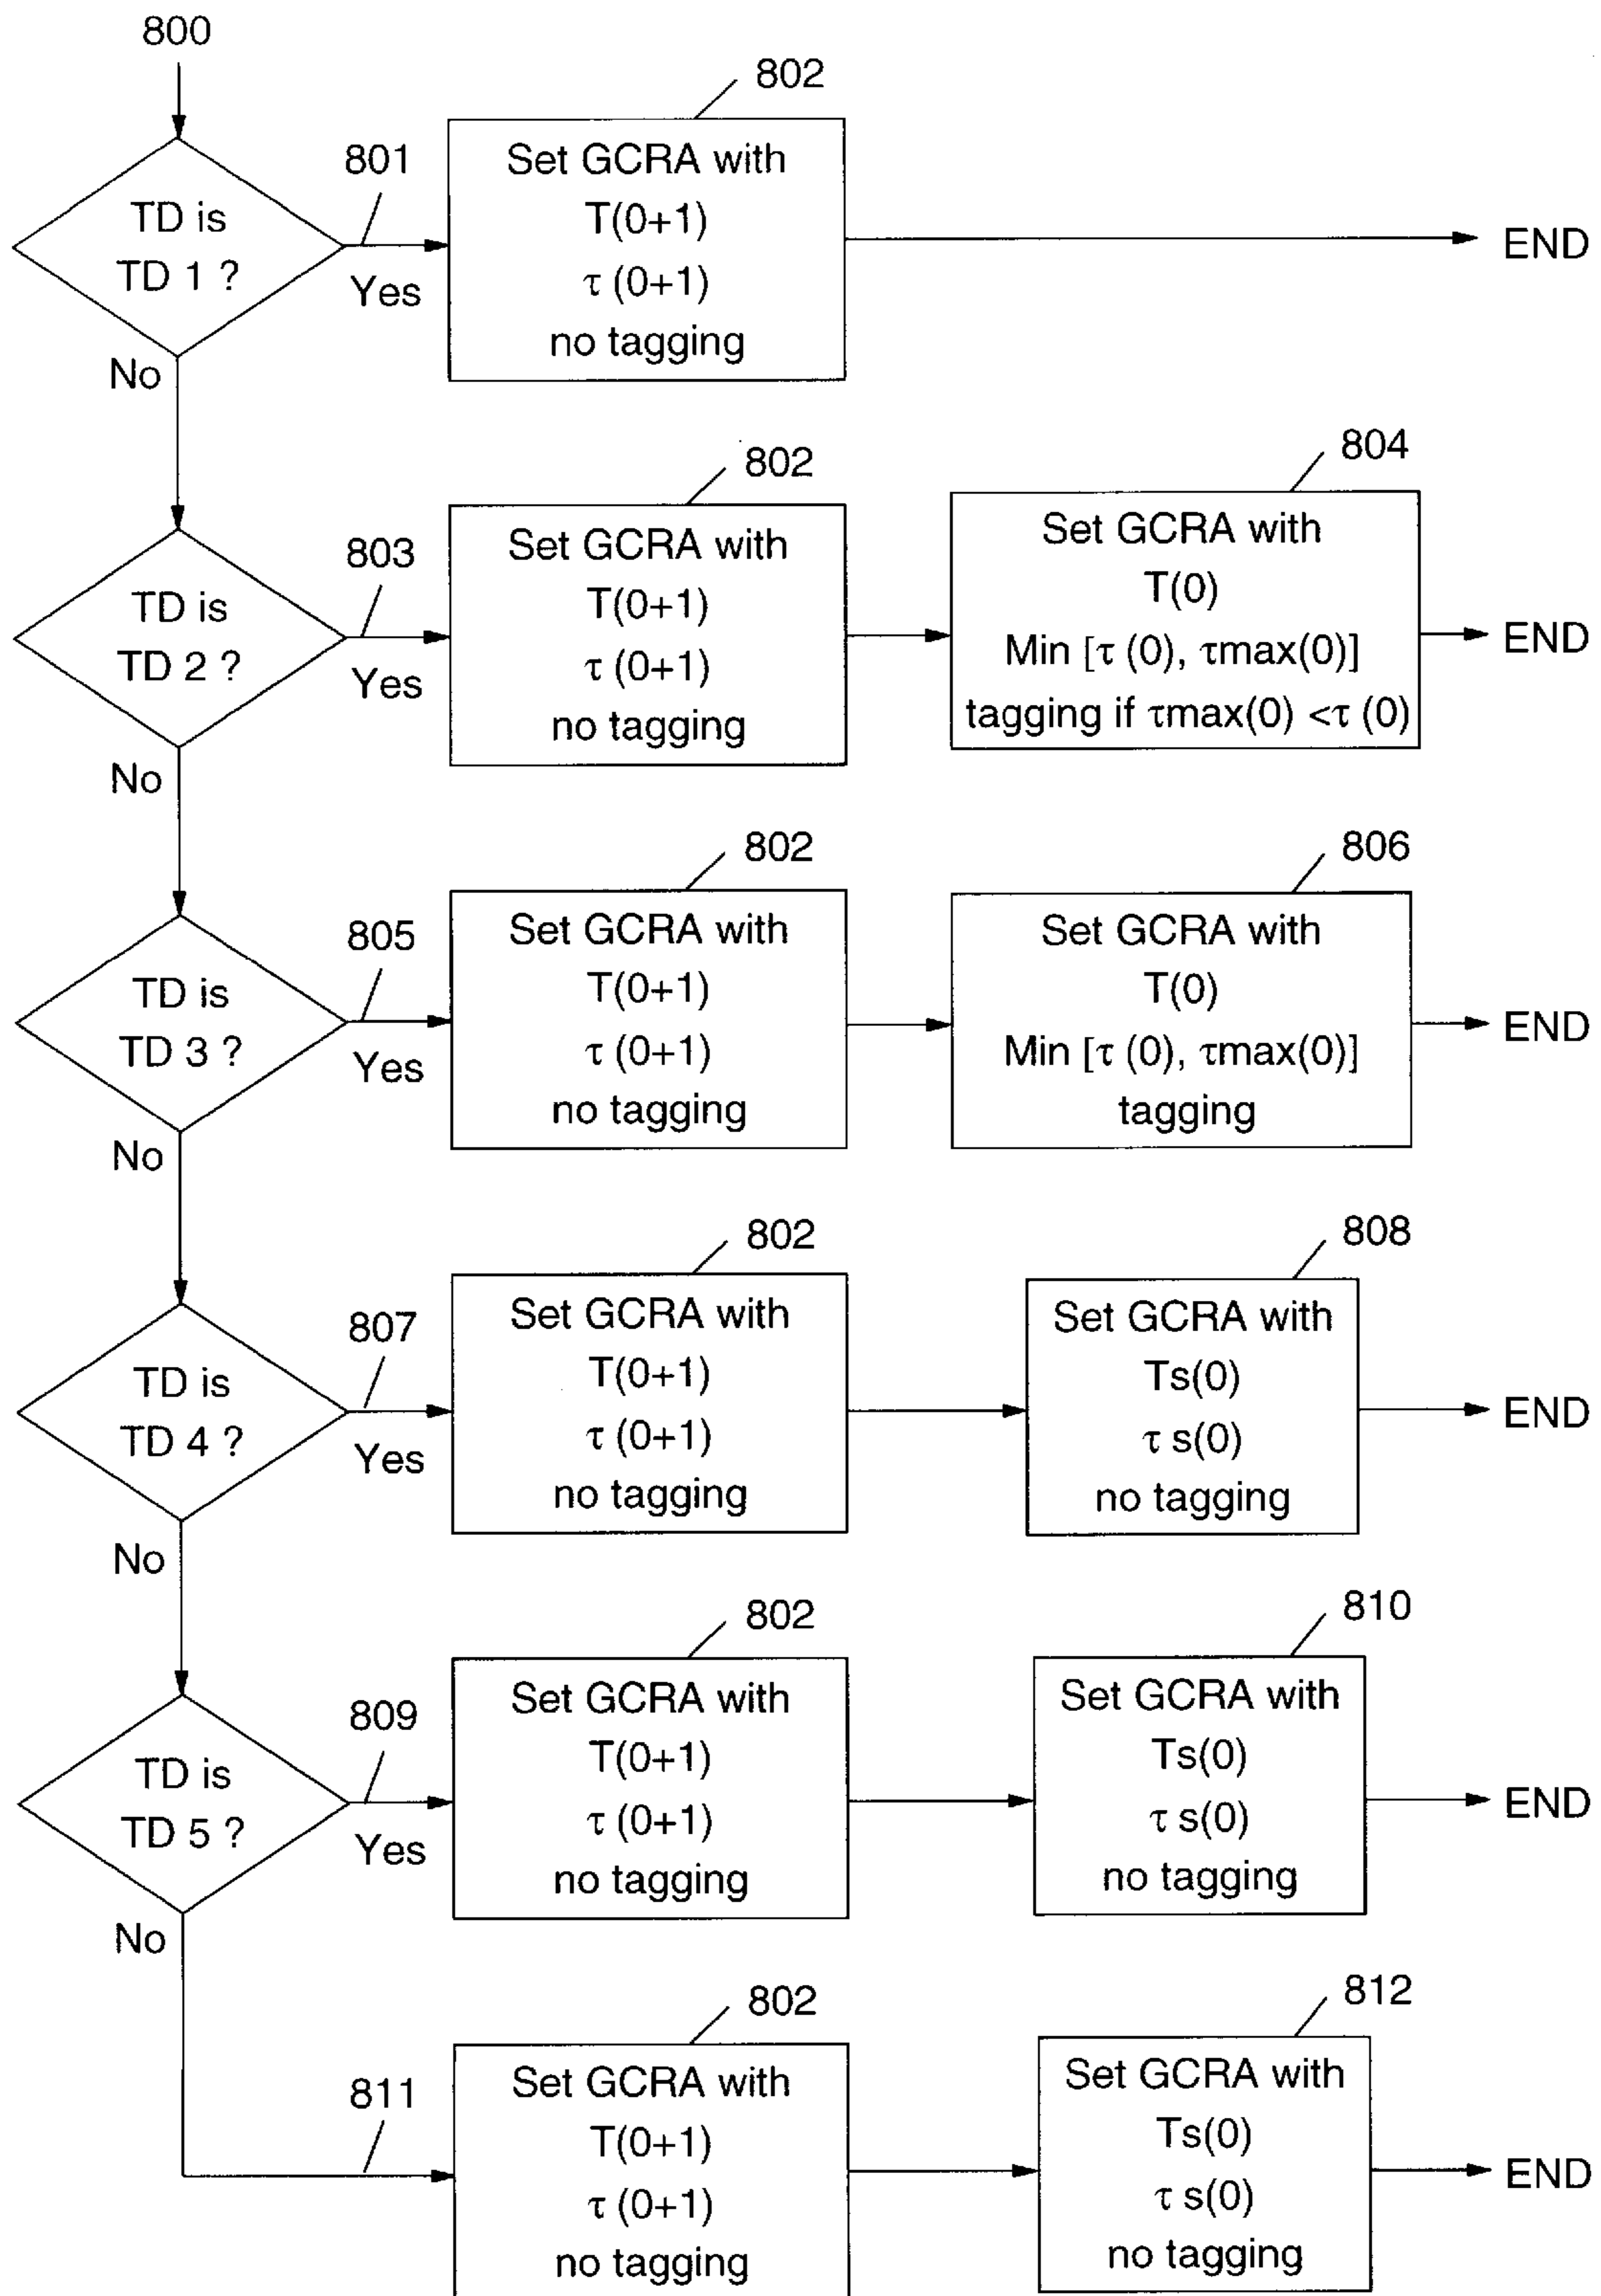 800
802
801
TD is
TD 1 ?
Yes
No
Set GCRA with
T(0+1)
τ (0+1)
no tagging
END
802
804
803
TD is
TD 2 ?
Yes
No
Set GCRA with
T(0+1)
τ (0+1)
no tagging
Set GCRA with
T(0)
Min [τ (0), τmax(0)]
tagging if τmax(0) <τ (0)
END
802
806
805
TD is
TD 3 ?
Yes
No
Set GCRA with
T(0+1)
τ (0+1)
no tagging
Set GCRA with
T(0)
Min [τ (0), τmax(0)]
tagging
END
802
808
807
TD is
TD 4 ?
Yes
No
Set GCRA with
T(0+1)
τ (0+1)
no tagging
Set GCRA with
Ts(0)
τ s(0)
no tagging
END
802
810
809
TD is
TD 5 ?
Yes
No
Set GCRA with
T(0+1)
τ (0+1)
no tagging
Set GCRA with
Ts(0)
τ s(0)
no tagging
END
802
812
811
Set GCRA with
T(0+1)
τ (0+1)
no tagging
Set GCRA with
Ts(0)
τ s(0)
no tagging
END